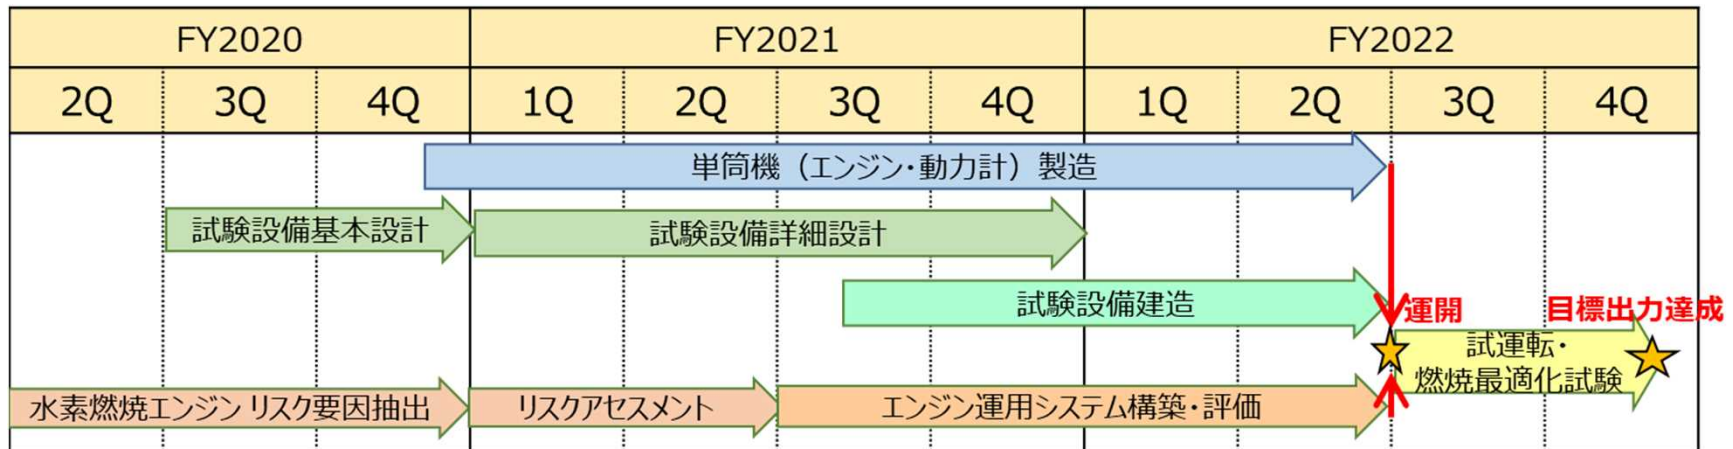 FY2020 FY2021 FY2022
2Q 3Q 4Q 1Q 2Q 3Q 4Q 1Q 2Q 3Q 4Q
単筒機（エンジン・動力計）製造
試験設備基本設計 試験設備詳細設計
試験設備建造
運開 目標出力達成
試運転・
燃焼最適化試験
水素燃焼エンジン リスク要因抽出 リスクアセスメント エンジン運用システム構築・評価